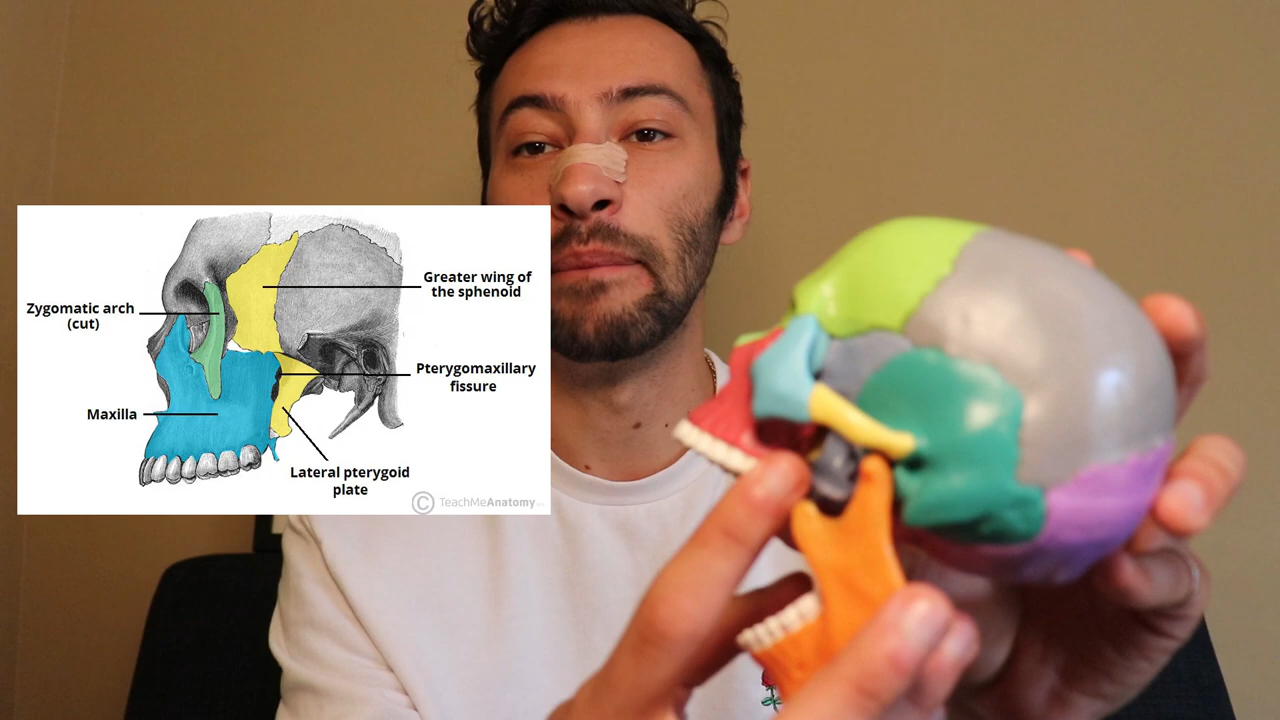 Greater wing of
the sphenoid
Zygomatic arch
(cut)
Pterygomaxillary
fissure
Maxilla
Lateral pterygoid
plate
© TeachMeAnatomy